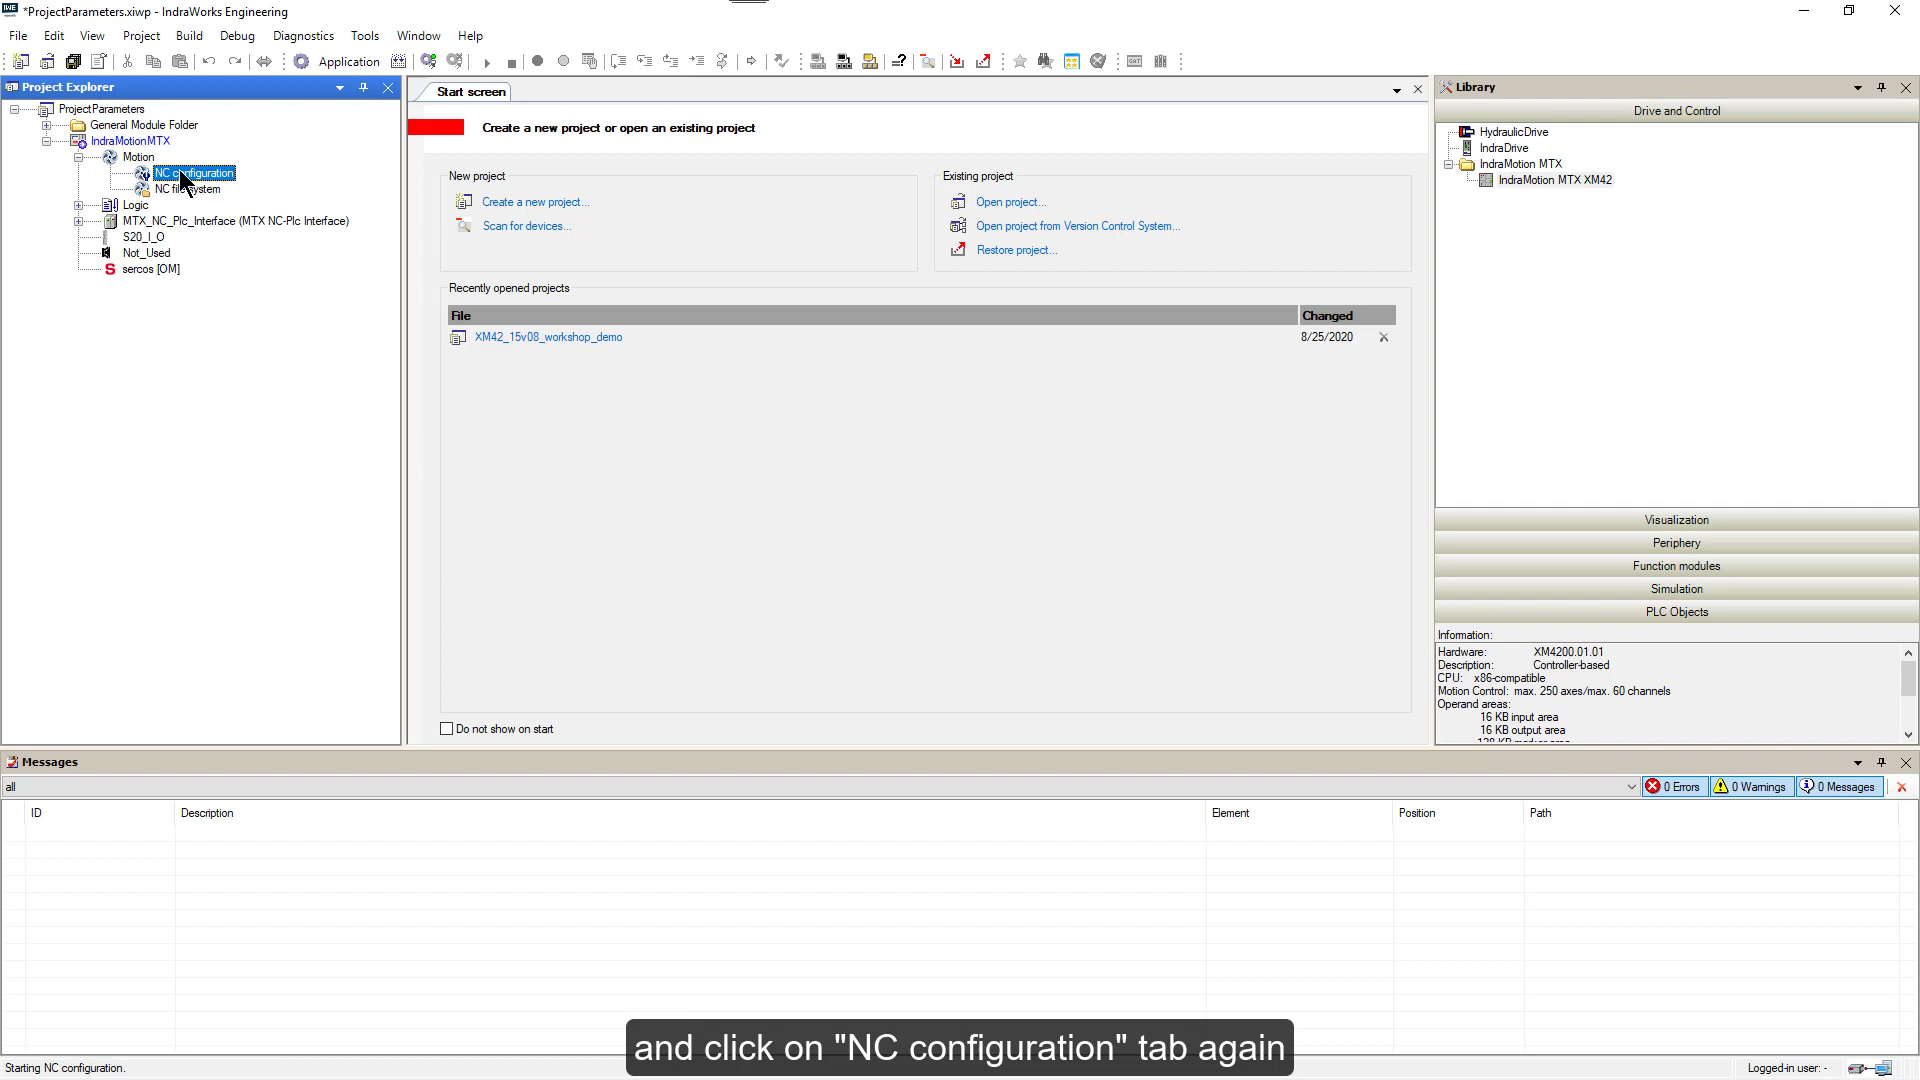 *ProjectParameters.xiwp - IndraWorks Engineering
File Edit View Project Build Debug Diagnostics Tools Window Help
Application
Project Explorer
ProjectParameters
General Module Folder
IndraMotionMTX
Motion
NC configuration
NC file system
Logic
MTX_NC_Plc_Interface (MTX NC-Plc Interface)
S20_I_O
Not_Used
sercos [OM]
Start screen
Create a new project or open an existing project
New project
Create a new project...
Scan for devices...
Existing project
Open project...
Open project from Version Control System...
Restore project...
Recently opened projects
File Changed
XM42_15v08_workshop_demo 8/25/2020
Do not show on start
Library
Drive and Control
HydraulicDrive
IndraDrive
IndraMotion MTX
IndraMotion MTX XM42
Visualization
Periphery
Function modules
Simulation
PLC Objects
Information:
Hardware: XM4200.01.01
Description: Controller-based
CPU: x86-compatible
Motion Control: max. 250 axes/max. 60 channels
Operand areas:
16 KB input area
16 KB output area
Messages
all
0 Errors 0 Warnings 0 Messages
ID Description Element Position Path
and click on "NC configuration" tab again
Starting NC configuration.
Logged-in user: -